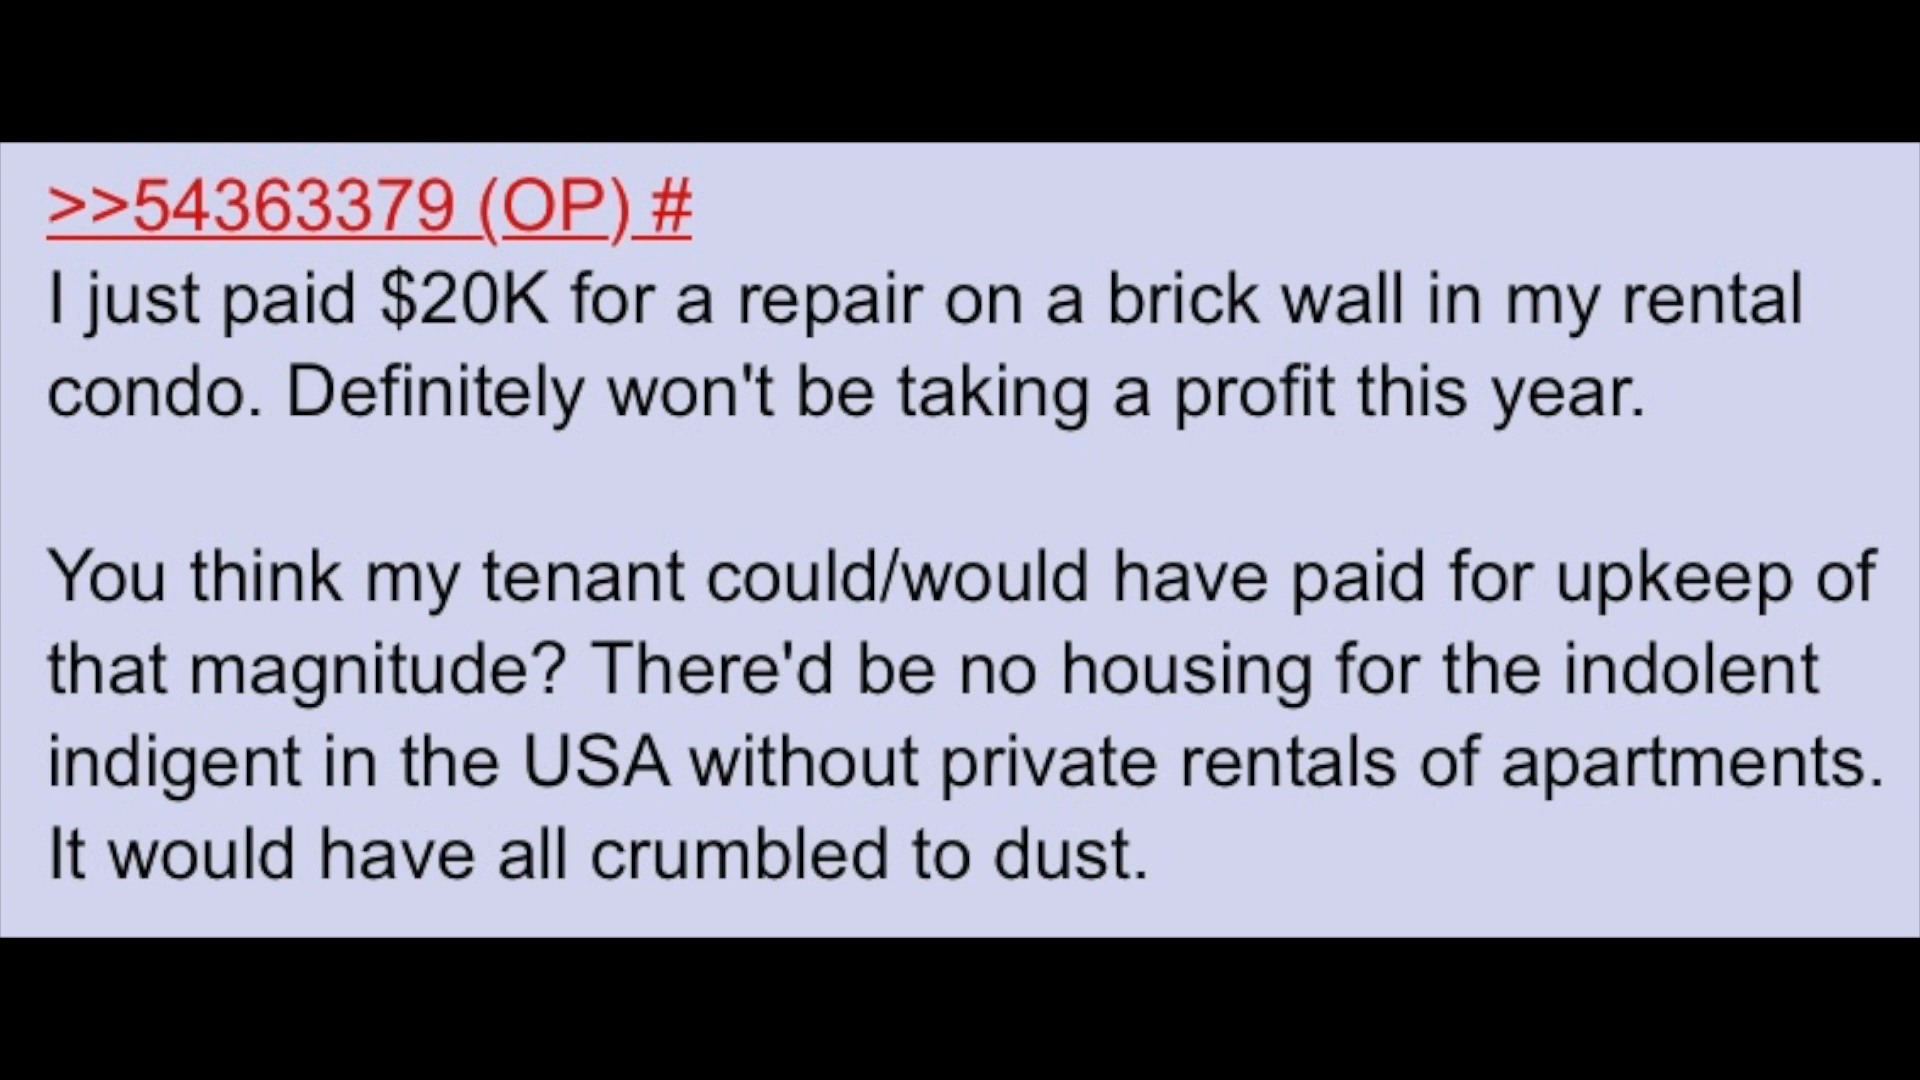 >>54363379 (OP) #
I just paid $20K for a repair on a brick wall in my rental
condo. Definitely won't be taking a profit this year.
You think my tenant could/would have paid for upkeep of
that magnitude? There'd be no housing for the indolent
indigent in the USA without private rentals of apartments.
It would have all crumbled to dust.